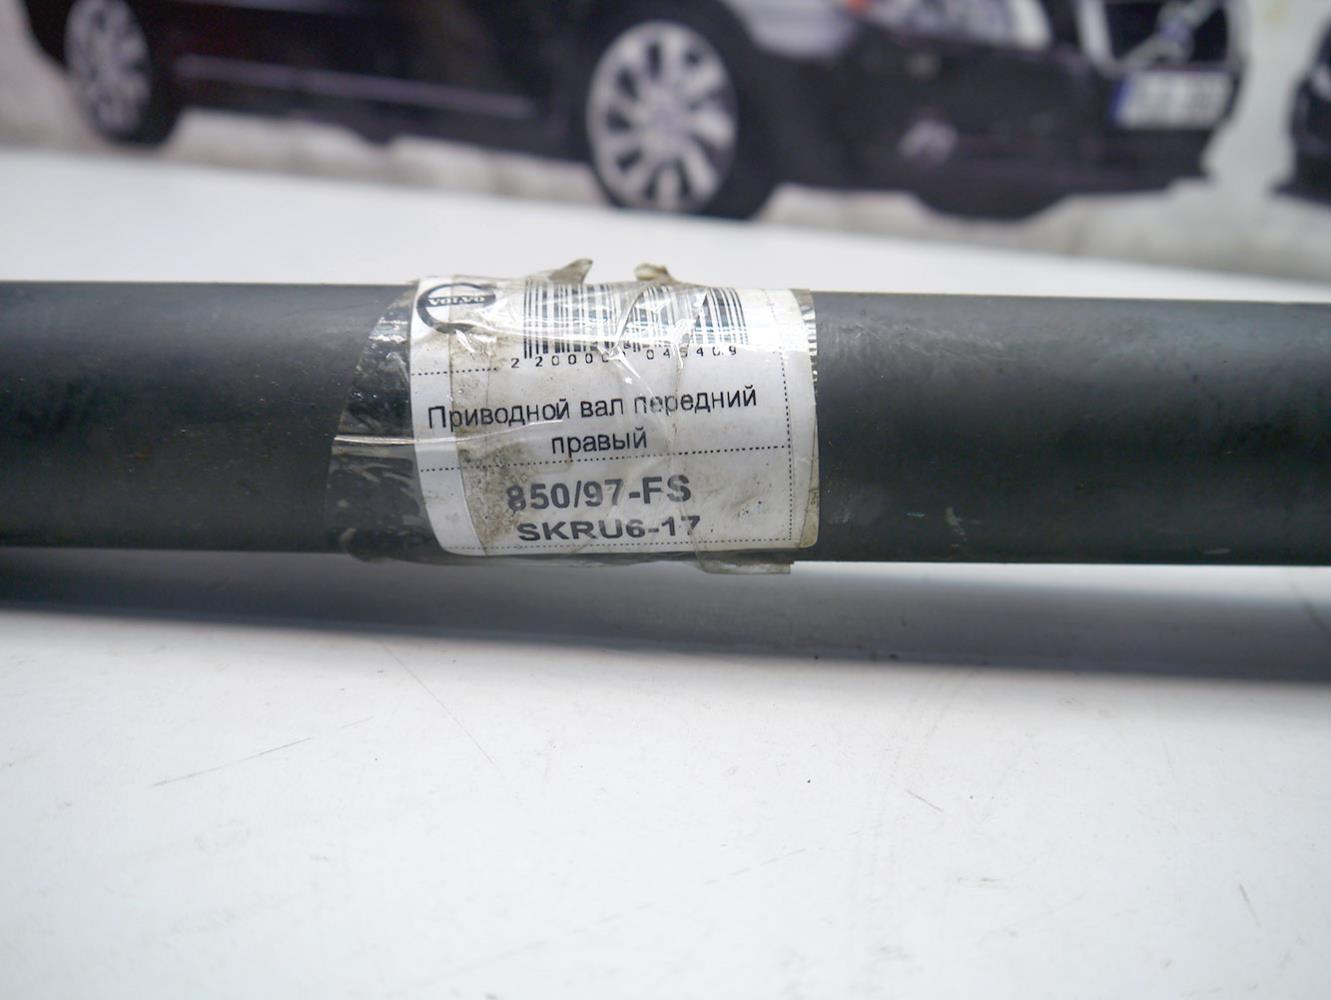 VOLVO
Приводной вал передний
правый
850/97-FS
SKRU6-17